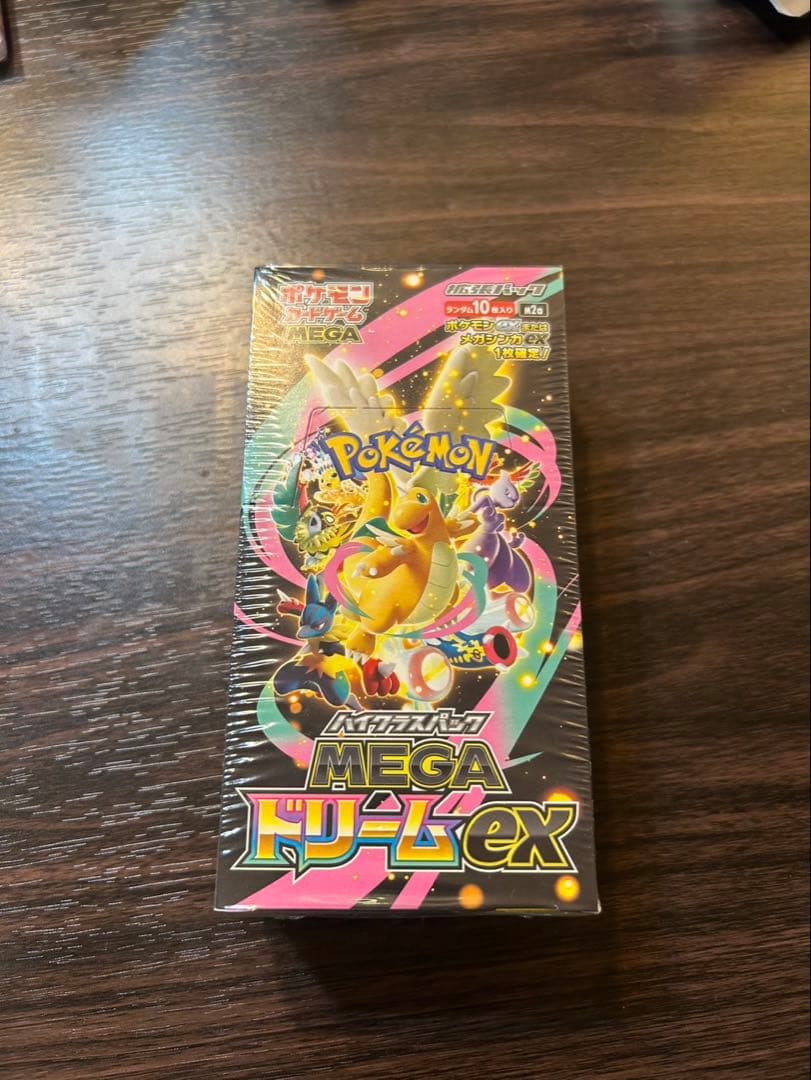 ポケモン
カードゲーム
MEGA
拡張パック
ランダム10枚入り
ポケモンexまたは
メガシンカex
1枚確定!
POKéMON
ハイクラスパック
MEGA
ドリームex